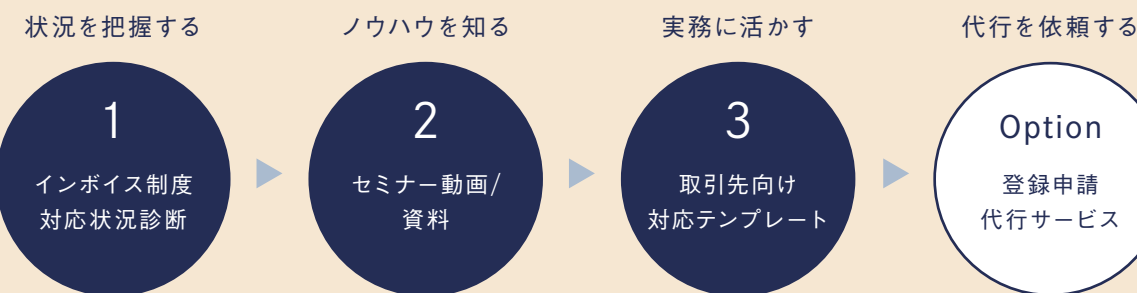 状況を把握する
1
インボイス制度
対応状況診断
ノウハウを知る
2
セミナー動画/
資料
実務に活かす
3
取引先向け
対応テンプレート
代行を依頼する
Option
登録申請
代行サービス